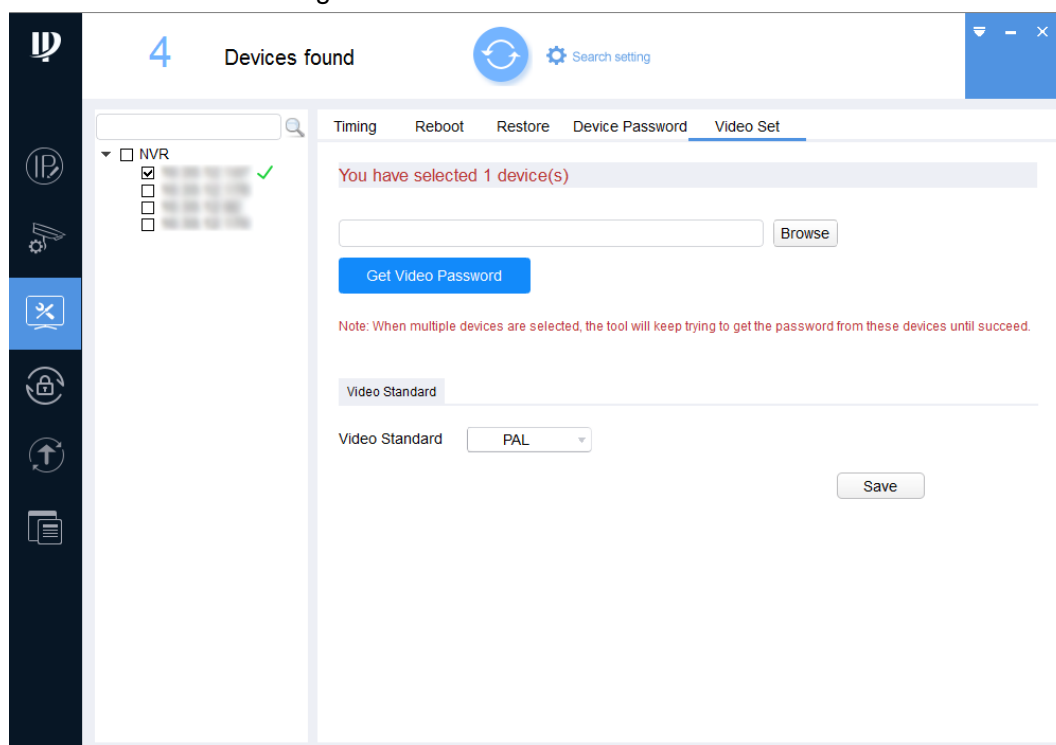 4 Devices found Search setting
Timing Reboot Restore Device Password Video Set
NVR
You have selected 1 device(s)
Browse
Get Video Password
Note: When multiple devices are selected, the tool will keep trying to get the password from these devices until succeed.
Video Standard
Video Standard PAL
Save